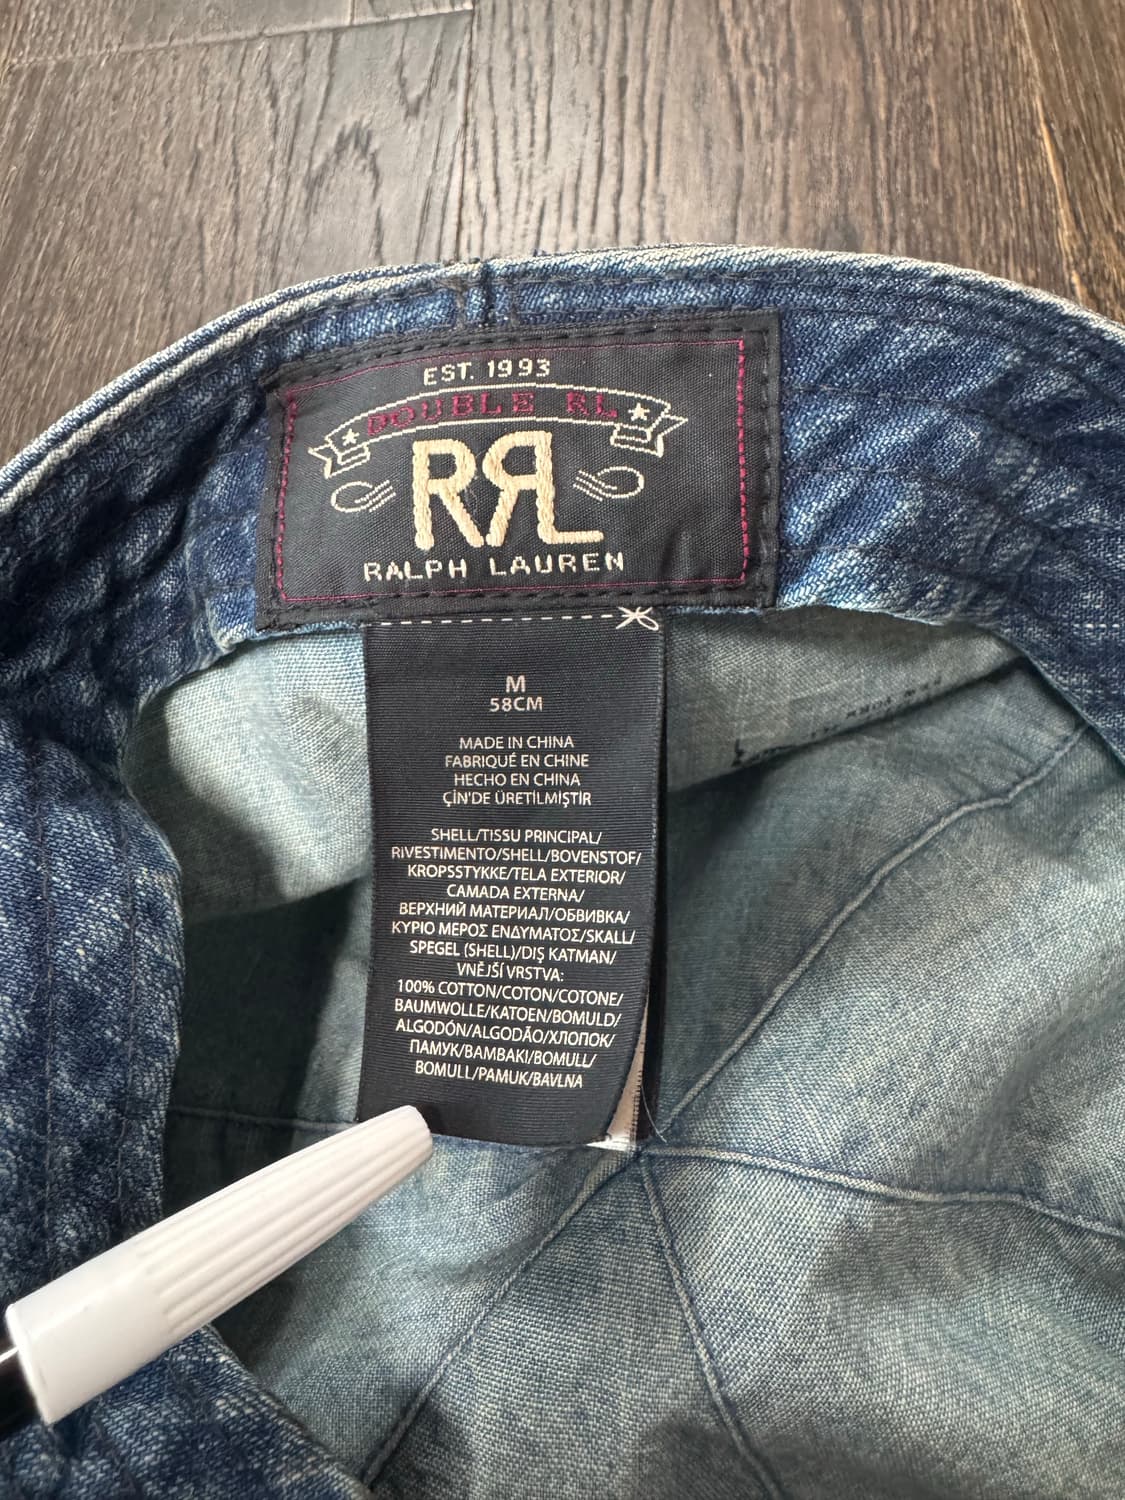 EST. 1993
DOUBLE RL
RRL
RALPH LAUREN
M
58CM
MADE IN CHINA
FABRIQUÉ EN CHINE
HECHO EN CHINA
ÇİN'DE ÜRETİLMİŞTİR
SHELL/TISSU PRINCIPAL/
RIVESTIMENTO/SHELL/BOVENSTOF/
KROPSSTYKKE/TELA EXTERIOR/
CAMADA EXTERNA/
ВЕРХНИЙ МАТЕРИАЛ/ОБВИВКА/
ΚΥΡΙΟ ΜΕΡΟΣ ΕΝΔΥΜΑΤΟΣ/SKALL/
SPEGEL (SHELL)/DIŞ KATMAN/
VNĚJŠÍ VRSTVA:
100% COTTON/COTON/COTONE/
BAUMWOLLE/KATOEN/BOMULD/
ALGODÓN/ALGODÃO/ХЛОПОК/
ПАМУК/BAMBAKI/BOMULL/
BOMULL/PAMUK/BAVLNA